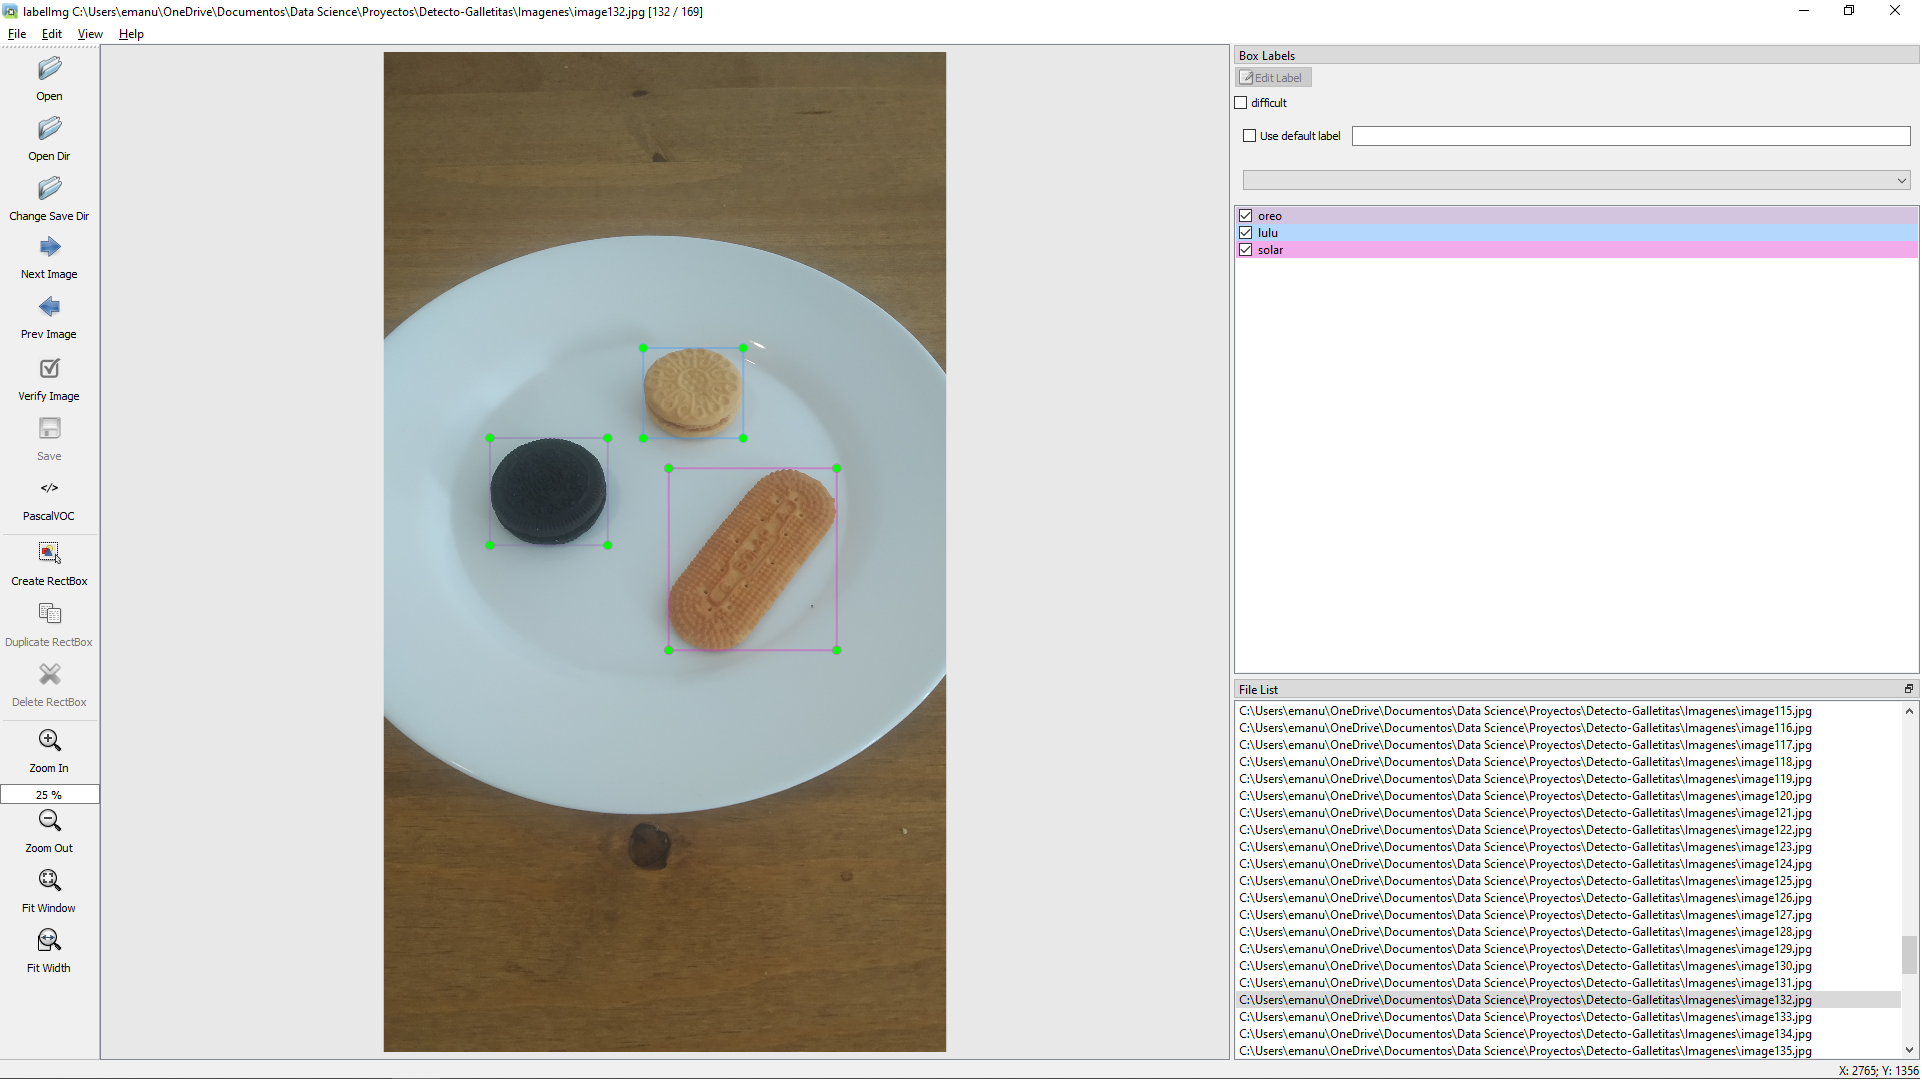 labelImg C:\Users\emanu\OneDrive\Documentos\Data Science\Proyectos\Detecto-Galletitas\Imagenes\image132.jpg [132 / 169]
File Edit View Help
Open
Open Dir
Change Save Dir
Next Image
Prev Image
Verify Image
Save
</>
PascalVOC
Create RectBox
Duplicate RectBox
Delete RectBox
Zoom In
25 %
Zoom Out
Fit Window
Fit Width
Box Labels
Edit Label
difficult
Use default label
oreo
lulu
solar
File List
C:\Users\emanu\OneDrive\Documentos\Data Science\Proyectos\Detecto-Galletitas\Imagenes\image115.jpg
C:\Users\emanu\OneDrive\Documentos\Data Science\Proyectos\Detecto-Galletitas\Imagenes\image116.jpg
C:\Users\emanu\OneDrive\Documentos\Data Science\Proyectos\Detecto-Galletitas\Imagenes\image117.jpg
C:\Users\emanu\OneDrive\Documentos\Data Science\Proyectos\Detecto-Galletitas\Imagenes\image118.jpg
C:\Users\emanu\OneDrive\Documentos\Data Science\Proyectos\Detecto-Galletitas\Imagenes\image119.jpg
C:\Users\emanu\OneDrive\Documentos\Data Science\Proyectos\Detecto-Galletitas\Imagenes\image120.jpg
C:\Users\emanu\OneDrive\Documentos\Data Science\Proyectos\Detecto-Galletitas\Imagenes\image121.jpg
C:\Users\emanu\OneDrive\Documentos\Data Science\Proyectos\Detecto-Galletitas\Imagenes\image122.jpg
C:\Users\emanu\OneDrive\Documentos\Data Science\Proyectos\Detecto-Galletitas\Imagenes\image123.jpg
C:\Users\emanu\OneDrive\Documentos\Data Science\Proyectos\Detecto-Galletitas\Imagenes\image124.jpg
C:\Users\emanu\OneDrive\Documentos\Data Science\Proyectos\Detecto-Galletitas\Imagenes\image125.jpg
C:\Users\emanu\OneDrive\Documentos\Data Science\Proyectos\Detecto-Galletitas\Imagenes\image126.jpg
C:\Users\emanu\OneDrive\Documentos\Data Science\Proyectos\Detecto-Galletitas\Imagenes\image127.jpg
C:\Users\emanu\OneDrive\Documentos\Data Science\Proyectos\Detecto-Galletitas\Imagenes\image128.jpg
C:\Users\emanu\OneDrive\Documentos\Data Science\Proyectos\Detecto-Galletitas\Imagenes\image129.jpg
C:\Users\emanu\OneDrive\Documentos\Data Science\Proyectos\Detecto-Galletitas\Imagenes\image130.jpg
C:\Users\emanu\OneDrive\Documentos\Data Science\Proyectos\Detecto-Galletitas\Imagenes\image131.jpg
C:\Users\emanu\OneDrive\Documentos\Data Science\Proyectos\Detecto-Galletitas\Imagenes\image132.jpg
C:\Users\emanu\OneDrive\Documentos\Data Science\Proyectos\Detecto-Galletitas\Imagenes\image133.jpg
C:\Users\emanu\OneDrive\Documentos\Data Science\Proyectos\Detecto-Galletitas\Imagenes\image134.jpg
C:\Users\emanu\OneDrive\Documentos\Data Science\Proyectos\Detecto-Galletitas\Imagenes\image135.jpg
X: 2765; Y: 1356